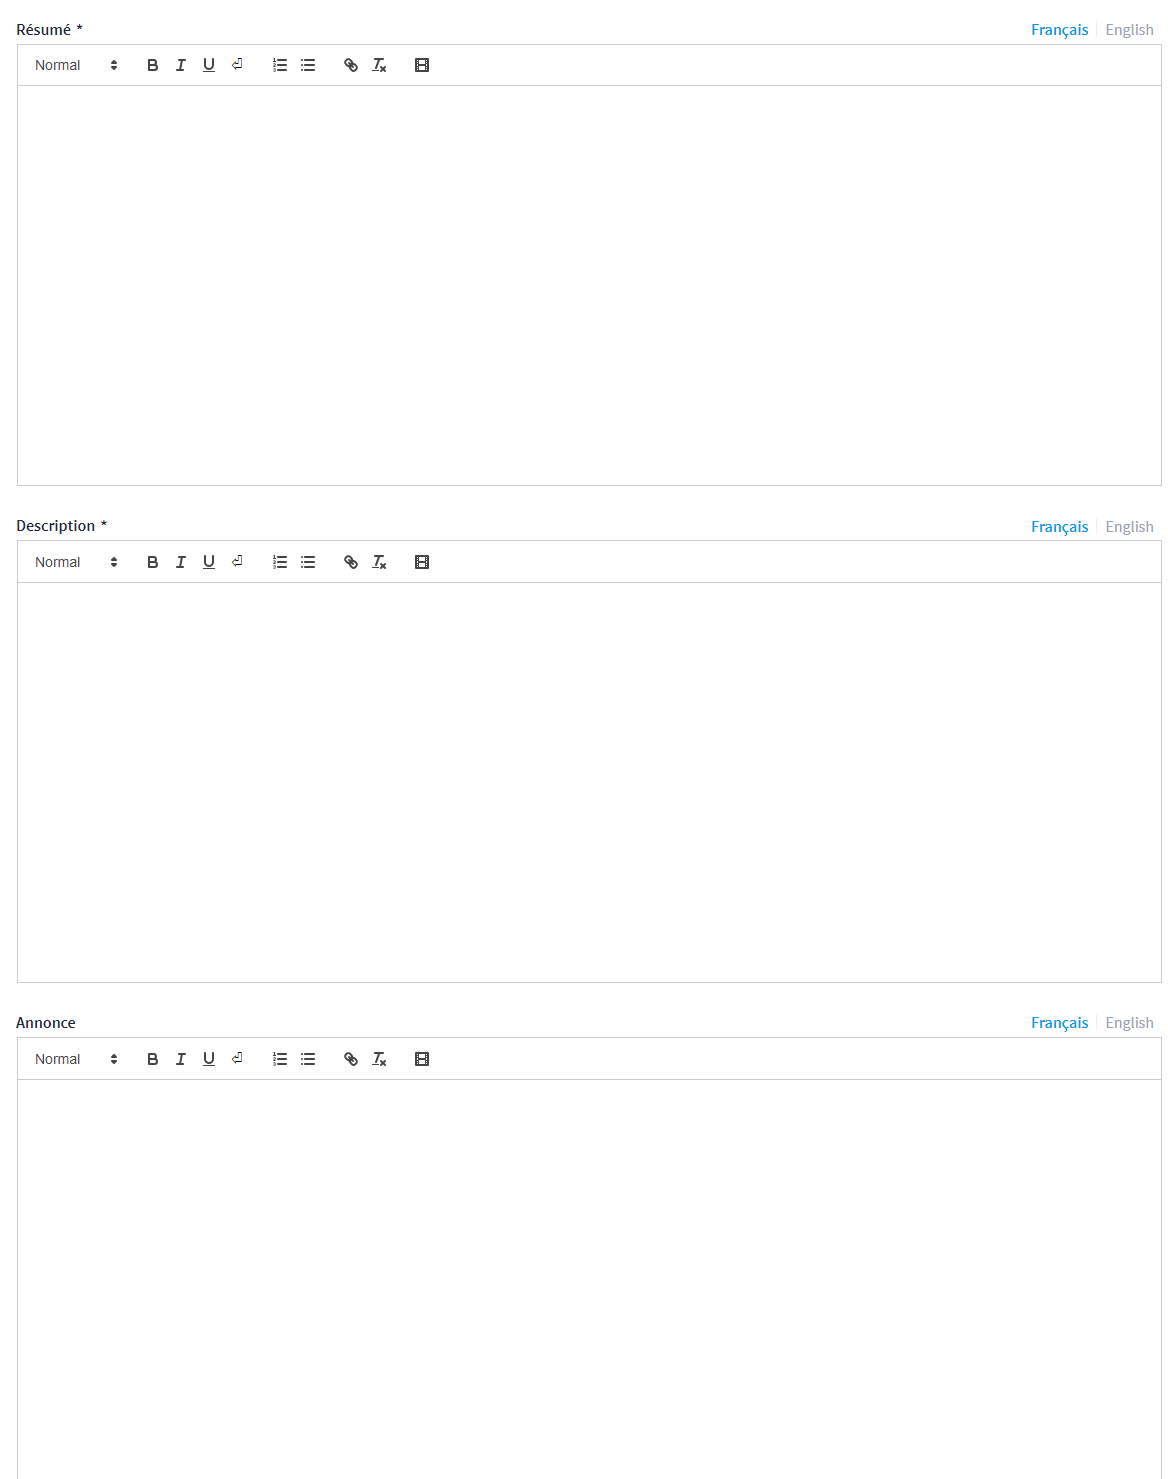 Résumé *
Français English
Normal
Description *
Français English
Normal
Annonce
Français English
Normal